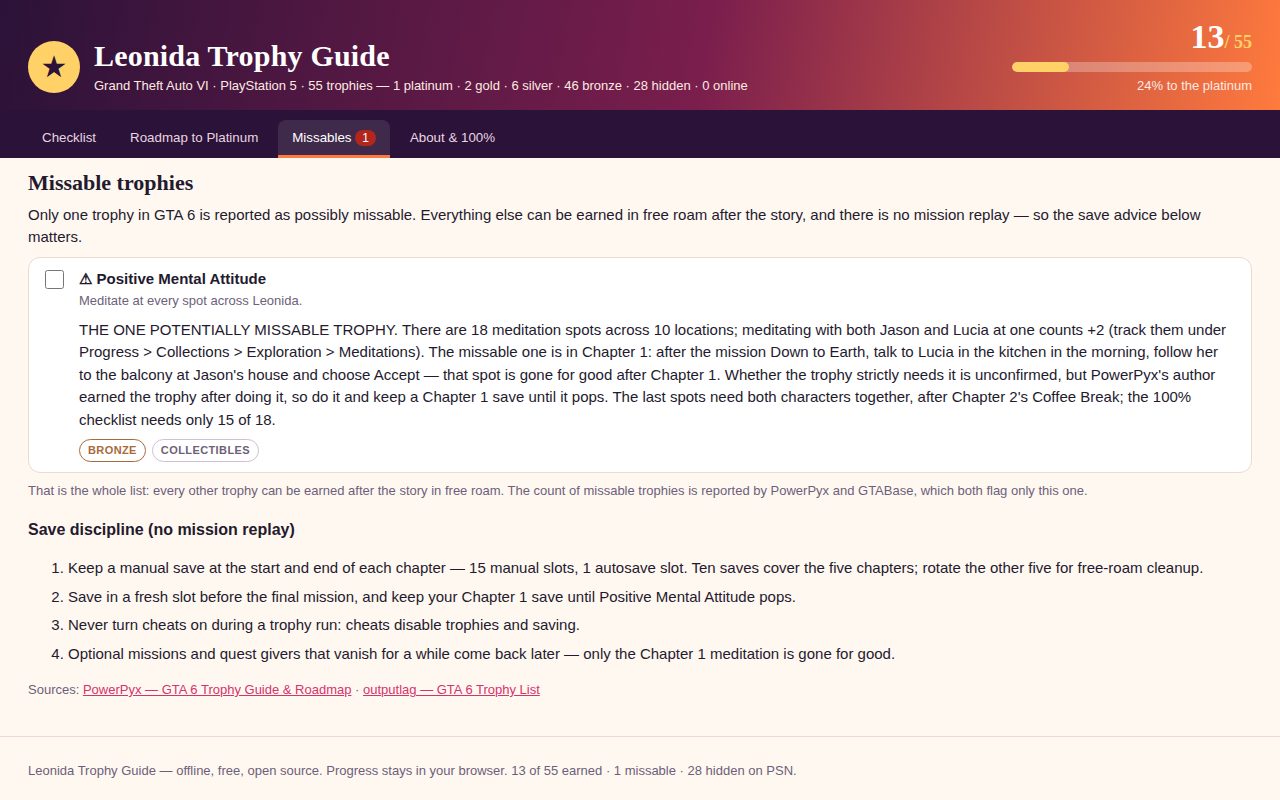 Leonida Trophy Guide
Grand Theft Auto VI · PlayStation 5 · 55 trophies — 1 platinum · 2 gold · 6 silver · 46 bronze · 28 hidden · 0 online
13 / 55
24% to the platinum
Checklist
Roadmap to Platinum
Missables 1
About & 100%
Missable trophies
Only one trophy in GTA 6 is reported as possibly missable. Everything else can be earned in free roam after the story, and there is no mission replay — so the save advice below
matters.
⚠ Positive Mental Attitude
Meditate at every spot across Leonida.
THE ONE POTENTIALLY MISSABLE TROPHY. There are 18 meditation spots across 10 locations; meditating with both Jason and Lucia at one counts +2 (track them under
Progress > Collections > Exploration > Meditations). The missable one is in Chapter 1: after the mission Down to Earth, talk to Lucia in the kitchen in the morning, follow her
to the balcony at Jason's house and choose Accept — that spot is gone for good after Chapter 1. Whether the trophy strictly needs it is unconfirmed, but PowerPyx's author
earned the trophy after doing it, so do it and keep a Chapter 1 save until it pops. The last spots need both characters together, after Chapter 2's Coffee Break; the 100%
checklist needs only 15 of 18.
BRONZE
COLLECTIBLES
That is the whole list: every other trophy can be earned after the story in free roam. The count of missable trophies is reported by PowerPyx and GTABase, which both flag only this one.
Save discipline (no mission replay)
1. Keep a manual save at the start and end of each chapter — 15 manual slots, 1 autosave slot. Ten saves cover the five chapters; rotate the other five for free-roam cleanup.
2. Save in a fresh slot before the final mission, and keep your Chapter 1 save until Positive Mental Attitude pops.
3. Never turn cheats on during a trophy run: cheats disable trophies and saving.
4. Optional missions and quest givers that vanish for a while come back later — only the Chapter 1 meditation is gone for good.
Sources: PowerPyx — GTA 6 Trophy Guide & Roadmap · outputlag — GTA 6 Trophy List
Leonida Trophy Guide — offline, free, open source. Progress stays in your browser. 13 of 55 earned · 1 missable · 28 hidden on PSN.